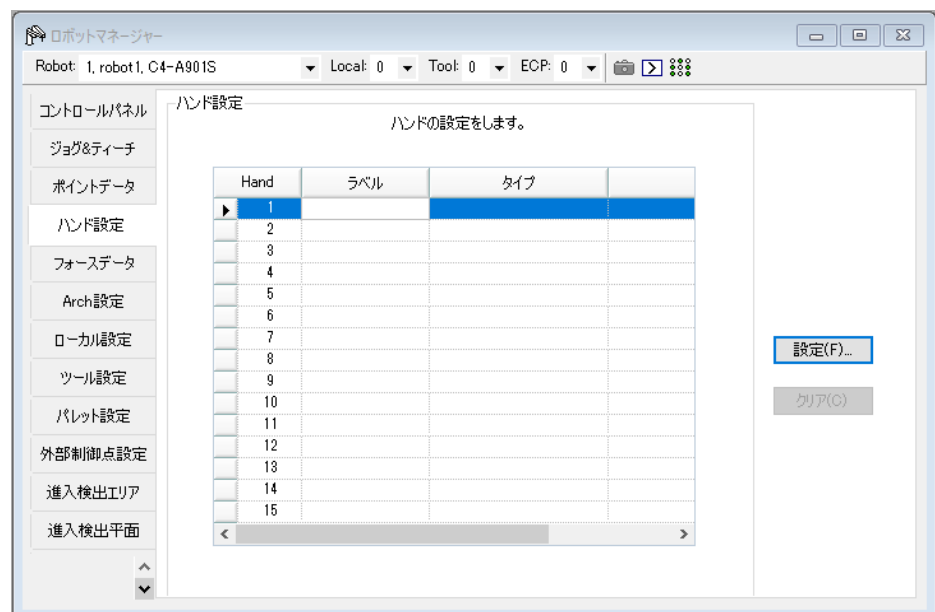 ロボットマネージャー
Robot: 1, robot1, C4-A901S Local: 0 Tool: 0 ECP: 0
コントロールパネル
ジョグ&ティーチ
ポイントデータ
ハンド設定
フォースデータ
Arch設定
ローカル設定
ツール設定
パレット設定
外部制御点設定
進入検出エリア
進入検出平面
ハンド設定
ハンドの設定をします。
Hand ラベル タイプ
1
2
3
4
5
6
7
8
9
10
11
12
13
14
15
設定(F)...
クリア(C)